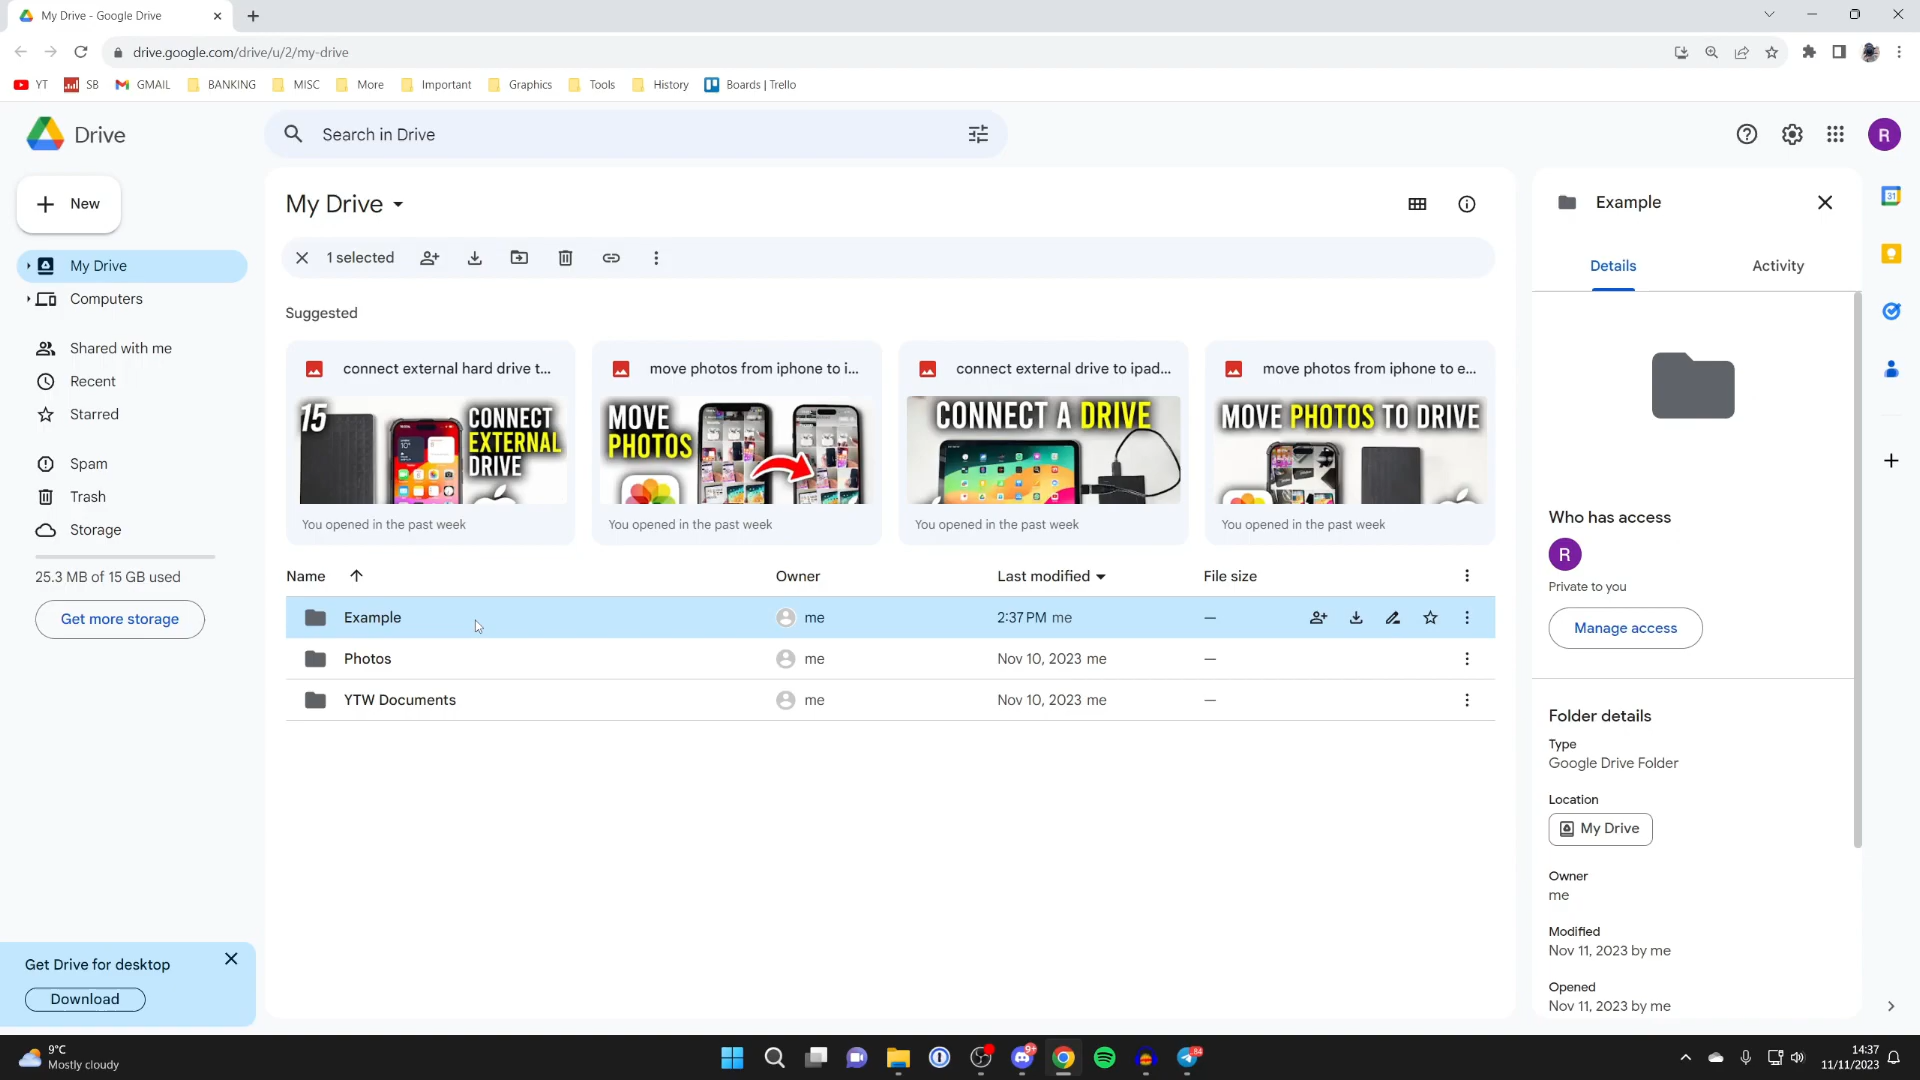 My Drive - Google Drive
drive.google.com/drive/u/2/my-drive
YT
SB
GMAIL
BANKING
MISC
More
Important
Graphics
Tools
History
Boards | Trello
Drive
Search in Drive
R
New
My Drive
Computers
Shared with me
Recent
Starred
Spam
Trash
Storage
25.3 MB of 15 GB used
Get more storage
Get Drive for desktop
Download
My Drive
1 selected
Suggested
connect external hard drive t...
15
CONNECT
EXTERNAL
DRIVE
You opened in the past week
move photos from iphone to i...
MOVE
PHOTOS
You opened in the past week
connect external drive to ipad...
CONNECT A DRIVE
You opened in the past week
move photos from iphone to e...
MOVE PHOTOS TO DRIVE
You opened in the past week
Name
Owner
Last modified
File size
Example
me
2:37 PM me
—
Photos
me
Nov 10, 2023 me
—
YTW Documents
me
Nov 10, 2023 me
—
Example
Details
Activity
Who has access
R
Private to you
Manage access
Folder details
Type
Google Drive Folder
Location
My Drive
Owner
me
Modified
Nov 11, 2023 by me
Opened
Nov 11, 2023 by me
31
9°C
Mostly cloudy
9+
84
14:37
11/11/2023